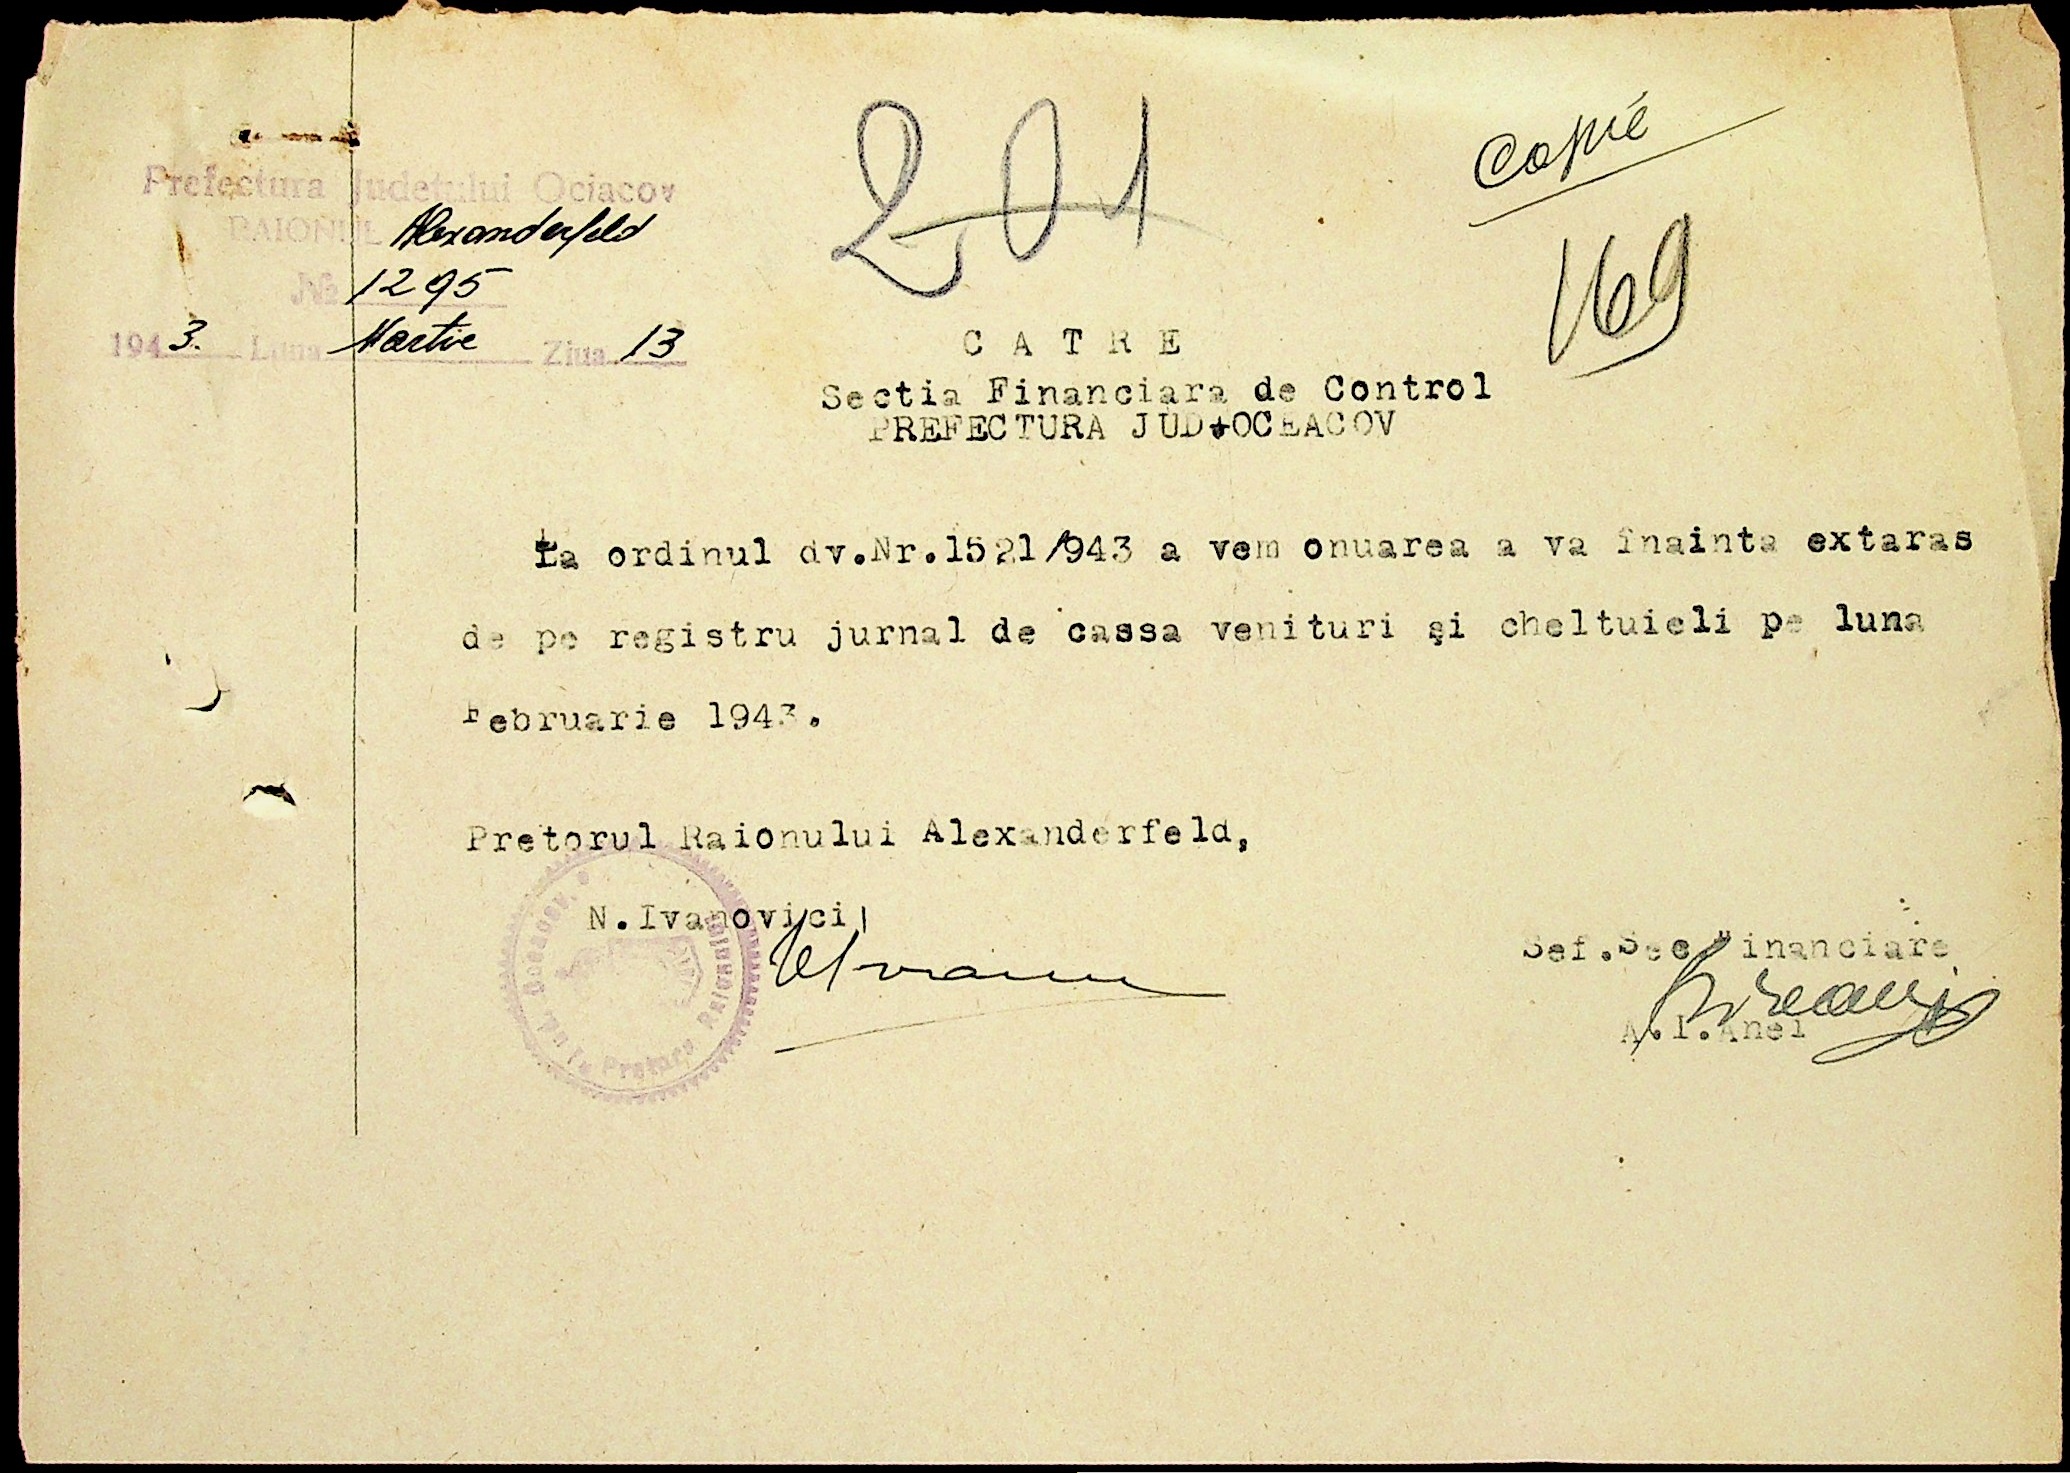 201
Copie
169
Prefectura Judetului Ociacov
RAIONUL Alexanderfeld
№ 1295
1943. Luna Martie Ziua 13
CATRE
Sectia Financiara de Control
PREFECTURA JUD+OCEACOV
La ordinul dv.Nr.1521/943 a vem onuarea a va înainta extaras
de pe registru jurnal de cassa venituri și cheltuieli pe luna
Februarie 1943.
Pretorul Raionului Alexanderfeld,
N.Ivanovici
Sef.Sec Financiare
A.I.Anel